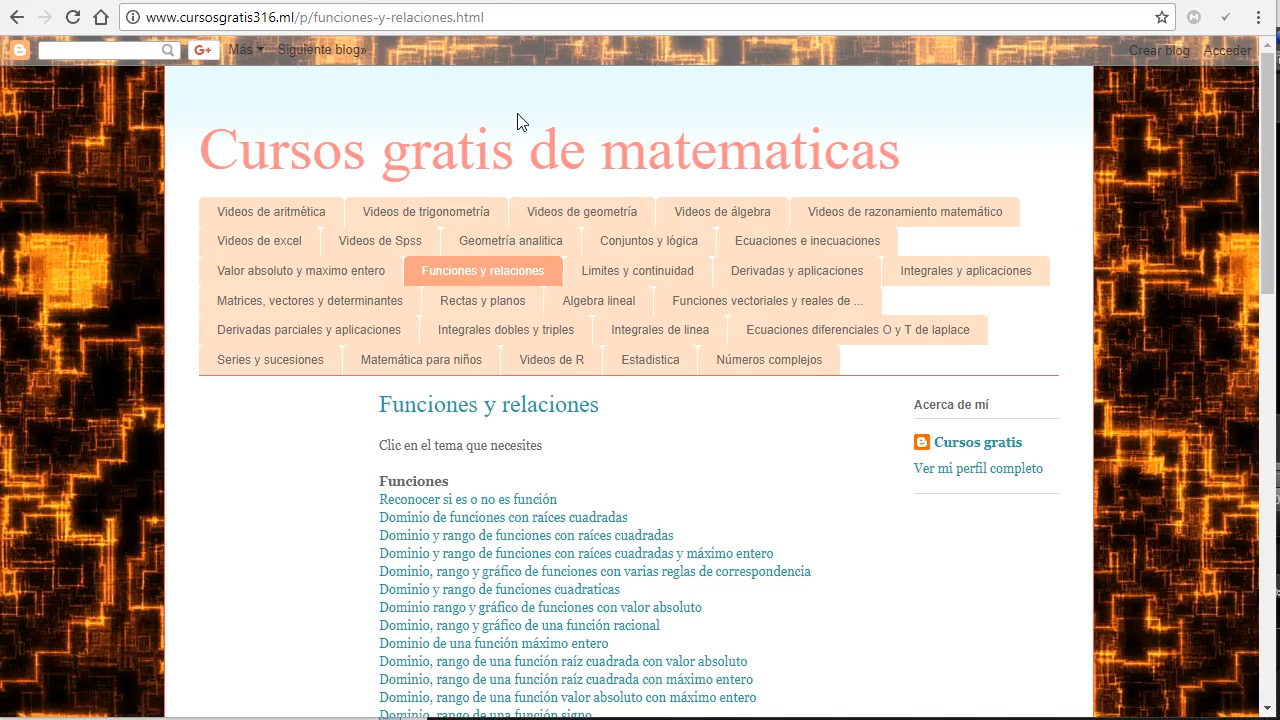 www.cursosgratis316.ml/p/funciones-y-relaciones.html
G+ Más Siguiente blog» Crear blog Acceder
Cursos gratis de matematicas
Videos de aritmética Videos de trigonometría Videos de geometría Videos de álgebra Videos de razonamiento matemático
Videos de excel Videos de Spss Geometría analitica Conjuntos y lógica Ecuaciones e inecuaciones
Valor absoluto y maximo entero Funciones y relaciones Limites y continuidad Derivadas y aplicaciones Integrales y aplicaciones
Matrices, vectores y determinantes Rectas y planos Algebra lineal Funciones vectoriales y reales de ...
Derivadas parciales y aplicaciones Integrales dobles y triples Integrales de linea Ecuaciones diferenciales O y T de laplace
Series y sucesiones Matemática para niños Videos de R Estadistica Números complejos
Funciones y relaciones
Clic en el tema que necesites
Funciones
Reconocer si es o no es función
Dominio de funciones con raíces cuadradas
Dominio y rango de funciones con raíces cuadradas
Dominio y rango de funciones con raíces cuadradas y máximo entero
Dominio, rango y gráfico de funciones con varias reglas de correspondencia
Dominio y rango de funciones cuadraticas
Dominio rango y gráfico de funciones con valor absoluto
Dominio, rango y gráfico de una función racional
Dominio de una función máximo entero
Dominio, rango de una función raíz cuadrada con valor absoluto
Dominio, rango de una función raíz cuadrada con máximo entero
Dominio, rango de una función valor absoluto con máximo entero
Dominio, rango de una función signo
Acerca de mí
Cursos gratis
Ver mi perfil completo